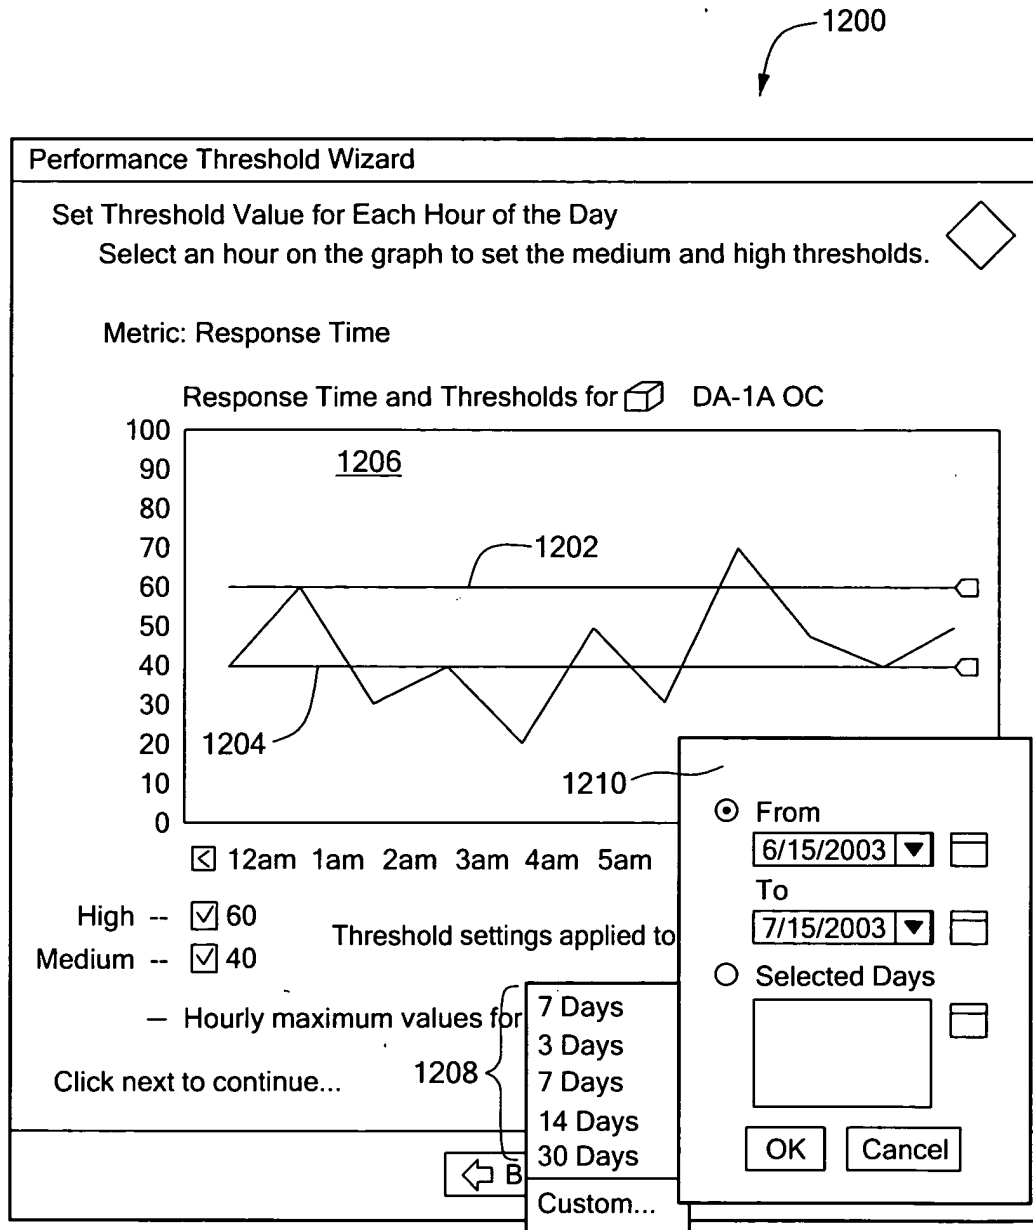 1200
Performance Threshold Wizard
Set Threshold Value for Each Hour of the Day
Select an hour on the graph to set the medium and high thresholds.
Metric: Response Time
Response Time and Thresholds for DA-1A OC
100
90
80
70
60
50
40
30
20
10
0
1206
1202
1204
1210
< 12am 1am 2am 3am 4am 5am
High -- 60
Medium -- 40
Threshold settings applied to
— Hourly maximum values for
Click next to continue...
1208
7 Days
3 Days
7 Days
14 Days
30 Days
Custom...
B
From
6/15/2003
To
7/15/2003
Selected Days
OK
Cancel